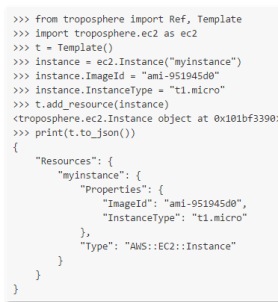 >>> from troposphere import Ref, Template
>>> import troposphere.ec2 as ec2
>>> t = Template()
>>> instance = ec2.Instance("myinstance")
>>> instance.ImageId = "ami-951945d0"
>>> instance.InstanceType = "t1.micro"
>>> t.add_resource(instance)
<troposphere.ec2.Instance object at 0x101bf3390>
>>> print(t.to_json())
{
    "Resources": {
        "myinstance": {
            "Properties": {
                "ImageId": "ami-951945d0",
                "InstanceType": "t1.micro"
            },
            "Type": "AWS::EC2::Instance"
        }
    }
}